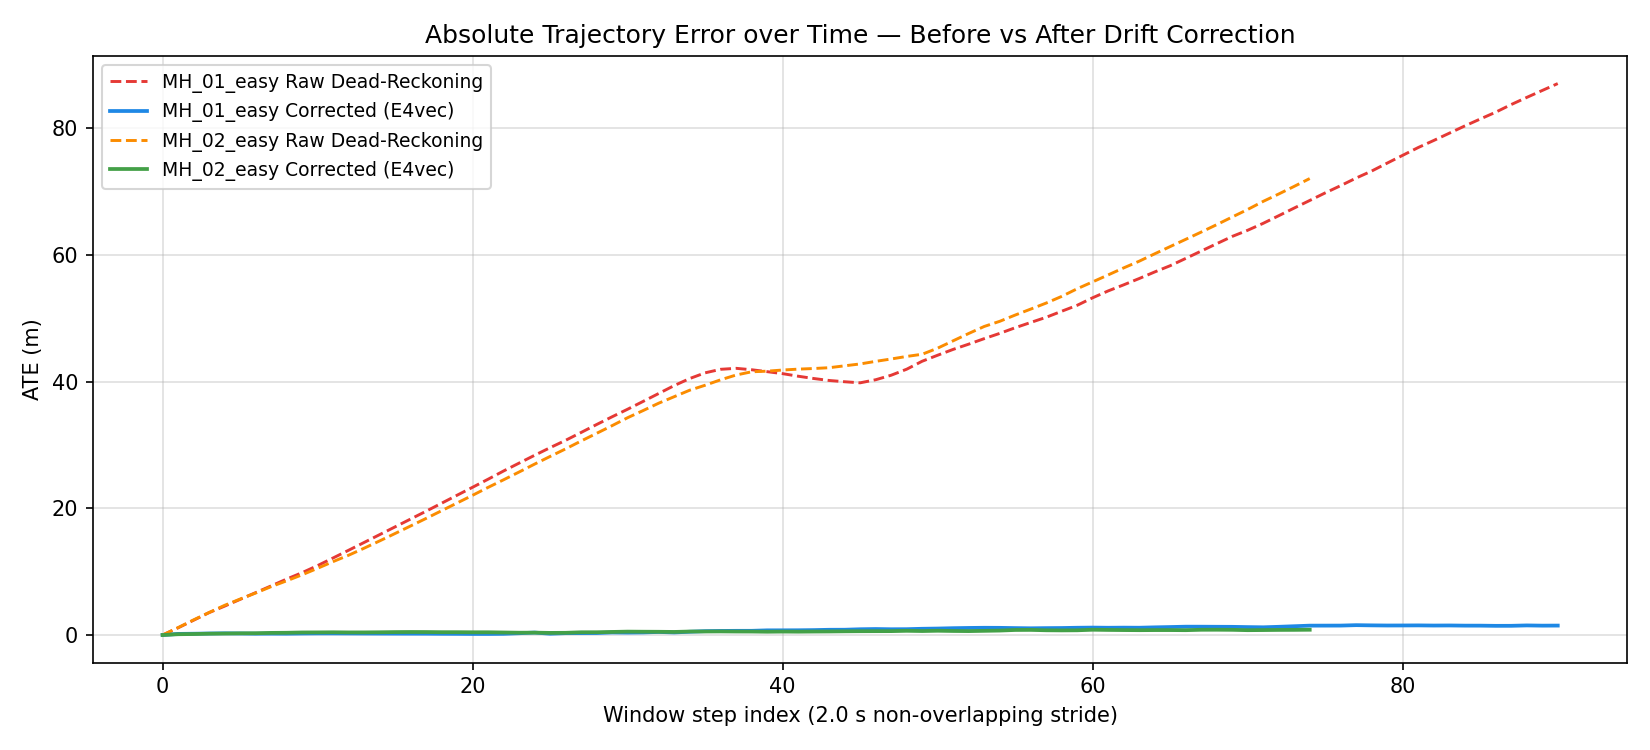 Absolute Trajectory Error over Time — Before vs After Drift Correction
MH_01_easy Raw Dead-Reckoning
MH_01_easy Corrected (E4vec)
MH_02_easy Raw Dead-Reckoning
MH_02_easy Corrected (E4vec)
ATE (m)
80
60
40
20
0
0 20 40 60 80
Window step index (2.0 s non-overlapping stride)